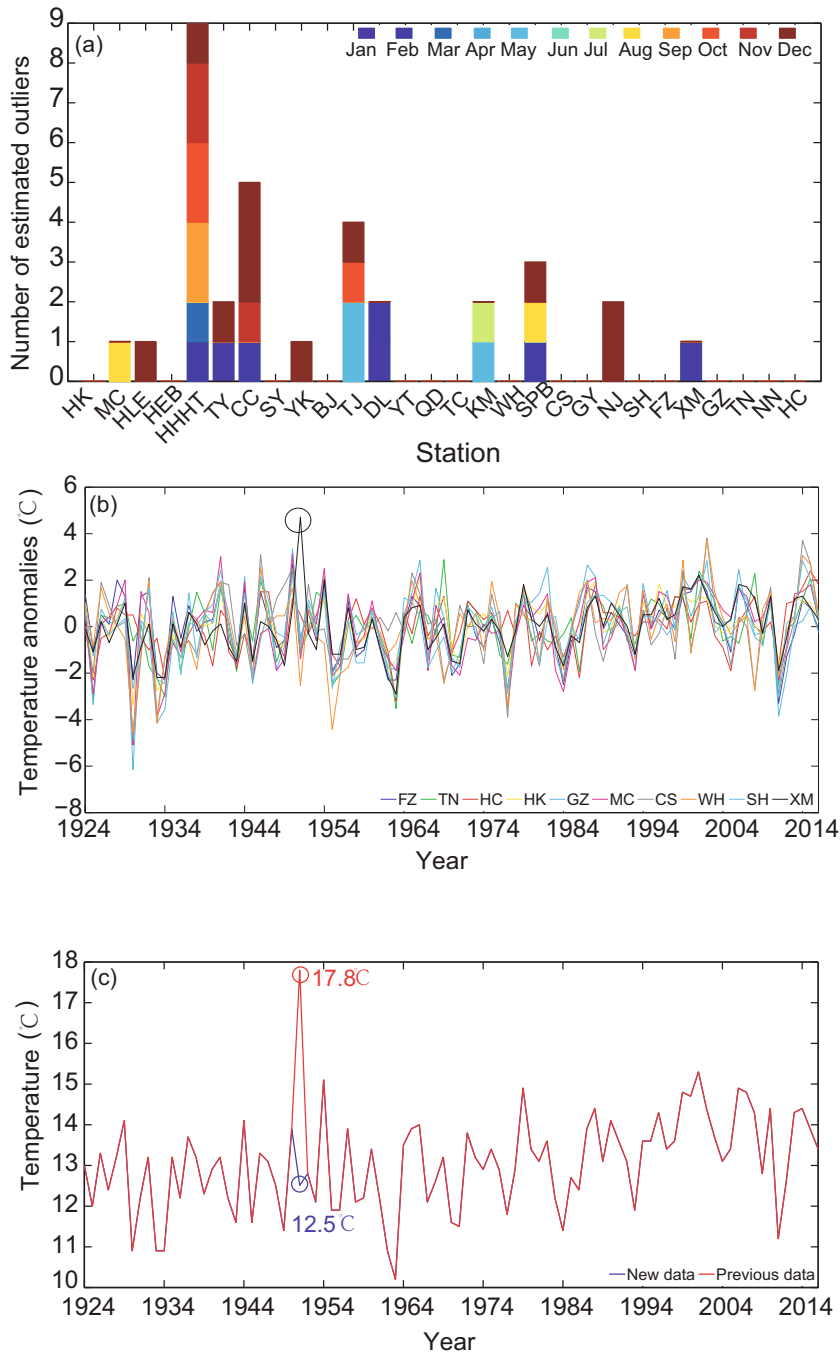 (a)
Jan Feb Mar Apr May Jun Jul Aug Sep Oct Nov Dec
Number of estimated outliers
9
8
7
6
5
4
3
2
1
0
HK MC HLE HEB HHHT TY CC SY YK BJ TJ DL YT QD TC KM WH SPB CS GY NJ SH FZ XM GZ TN NN HC
Station
(b)
Temperature anomalies (℃)
6
4
2
0
−2
−4
−6
−8
FZ TN HC HK GZ MC CS WH SH XM
1924 1934 1944 1954 1964 1974 1984 1994 2004 2014
Year
(c)
Temperature (℃)
18
17
16
15
14
13
12
11
10
17.8℃
12.5℃
New data Previous data
1924 1934 1944 1954 1964 1974 1984 1994 2004 2014
Year